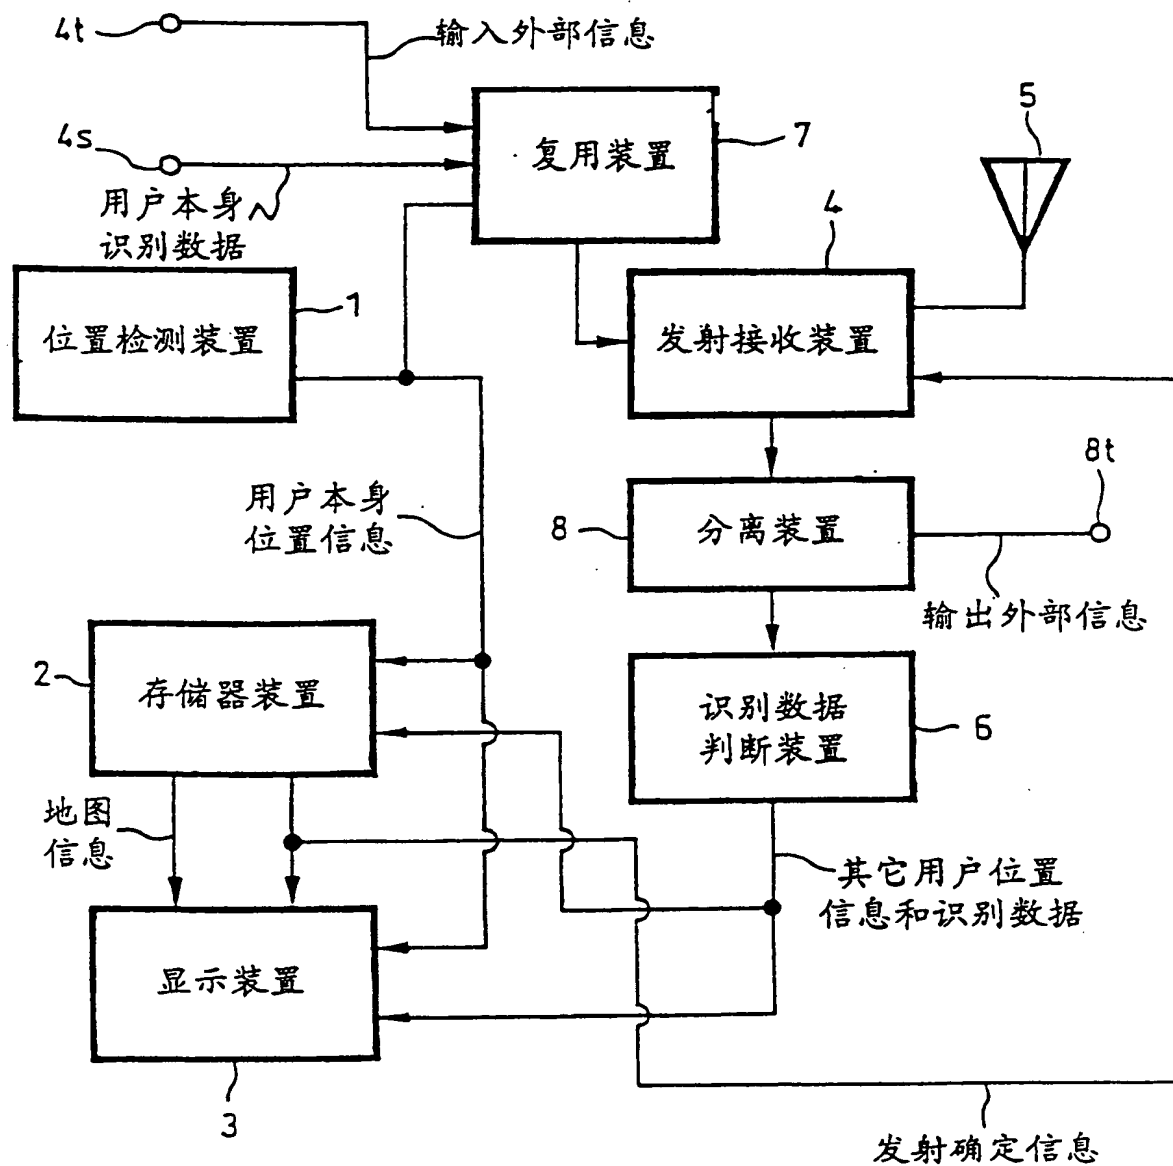 4t
输入外部信息
4s
复用装置
7
5
用户本身
识别数据
4
1
位置检测装置
发射接收装置
8t
用户本身
位置信息
8
分离装置
输出外部信息
2
存储器装置
识别数据
判断装置
6
地图
信息
其它用户位置
信息和识别数据
显示装置
3
发射确定信息